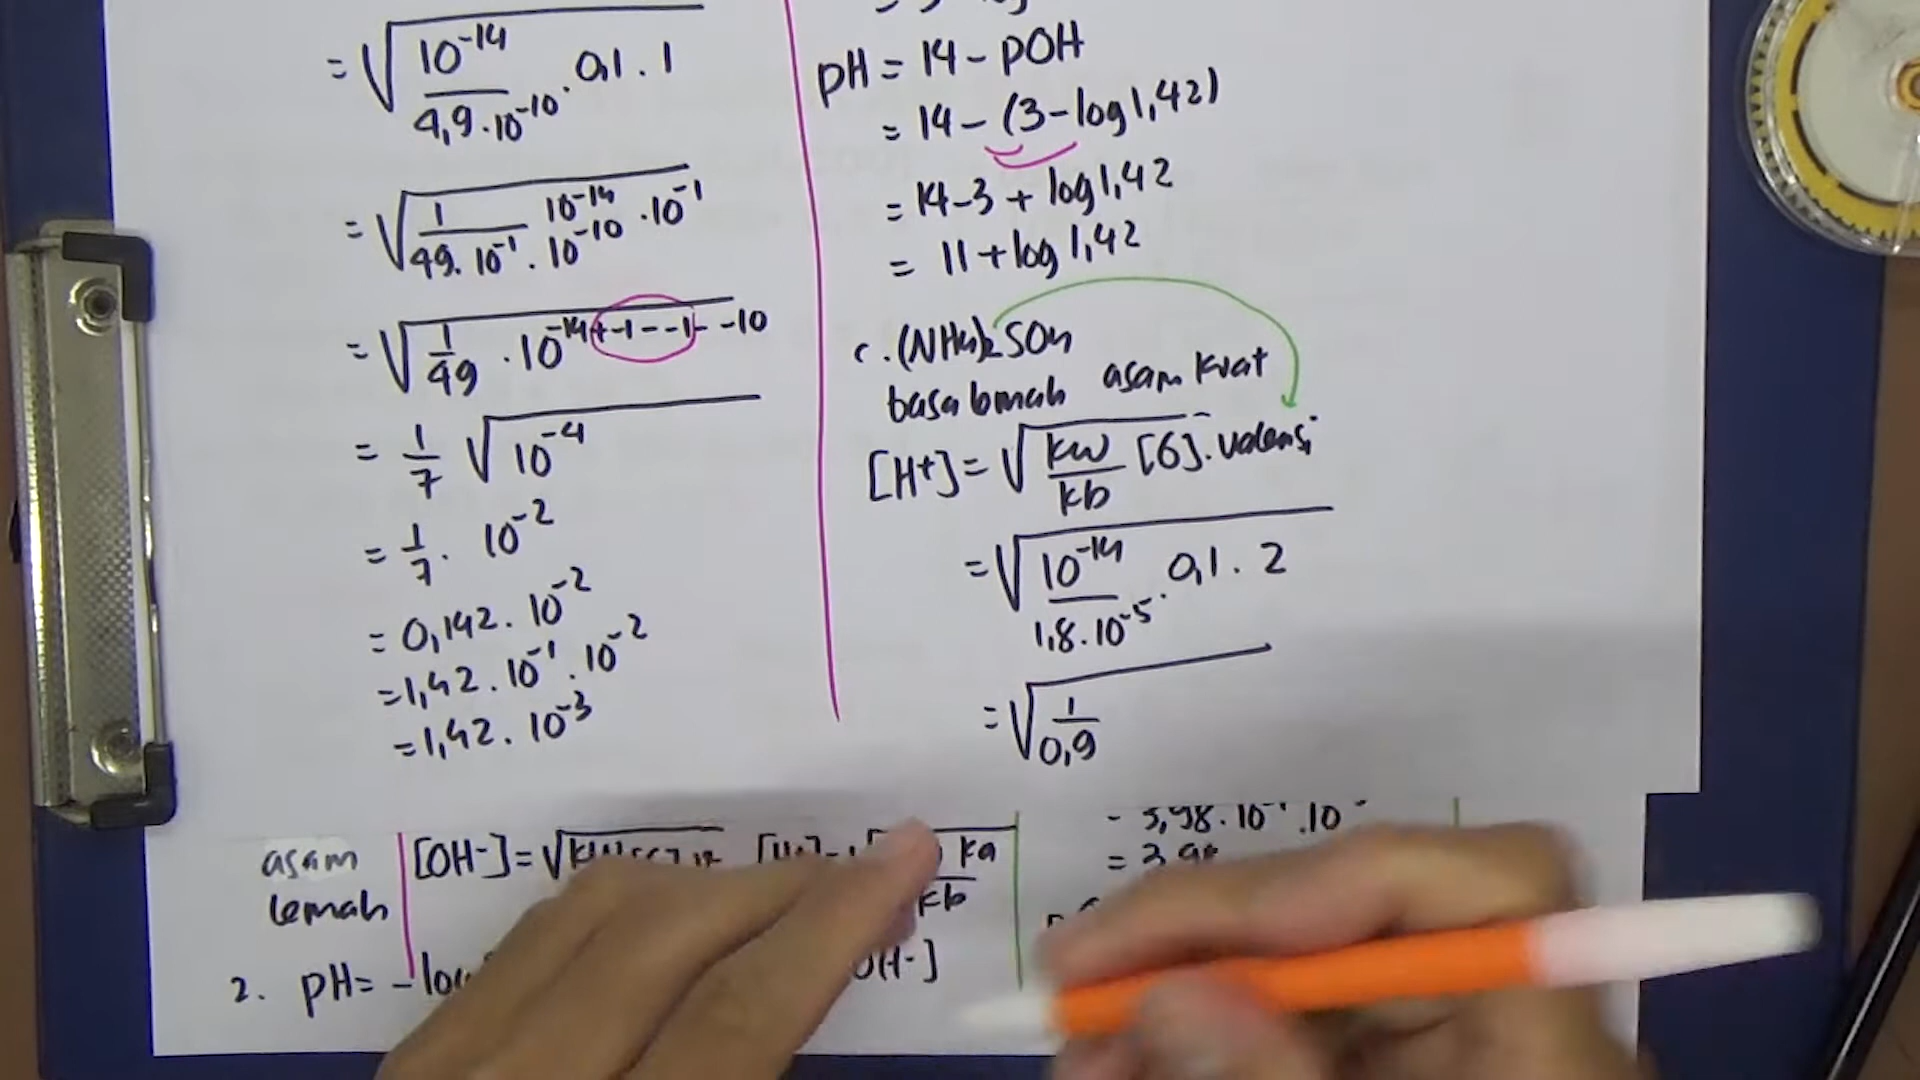 = √(10⁻¹⁴/4,9.10⁻¹⁰ . 0,1 . 1)
= √(1/49.10⁻¹ . 10⁻¹⁴/10⁻¹⁰ . 10⁻¹)
= √(1/49 . 10⁻¹⁴⁺⁻¹⁻⁻¹⁻⁻¹⁰)
= 1/7 √10⁻⁴
= 1/7 . 10⁻²
= 0,142 . 10⁻²
= 1,42 . 10⁻¹ . 10⁻²
= 1,42 . 10⁻³
pH = 14 - pOH
= 14 - (3 - log 1,42)
= 14 - 3 + log 1,42
= 11 + log 1,42
c. (NH4)2 SO4
basa lemah asam kuat
[H+] = √(kw/kb [G] . valensi
= √(10⁻¹⁴/1,8.10⁻⁵ . 0,1 . 2
= √(1/0,9
asam
lemah
[OH-] = √
ka
kb
2. pH = -log
OH-]